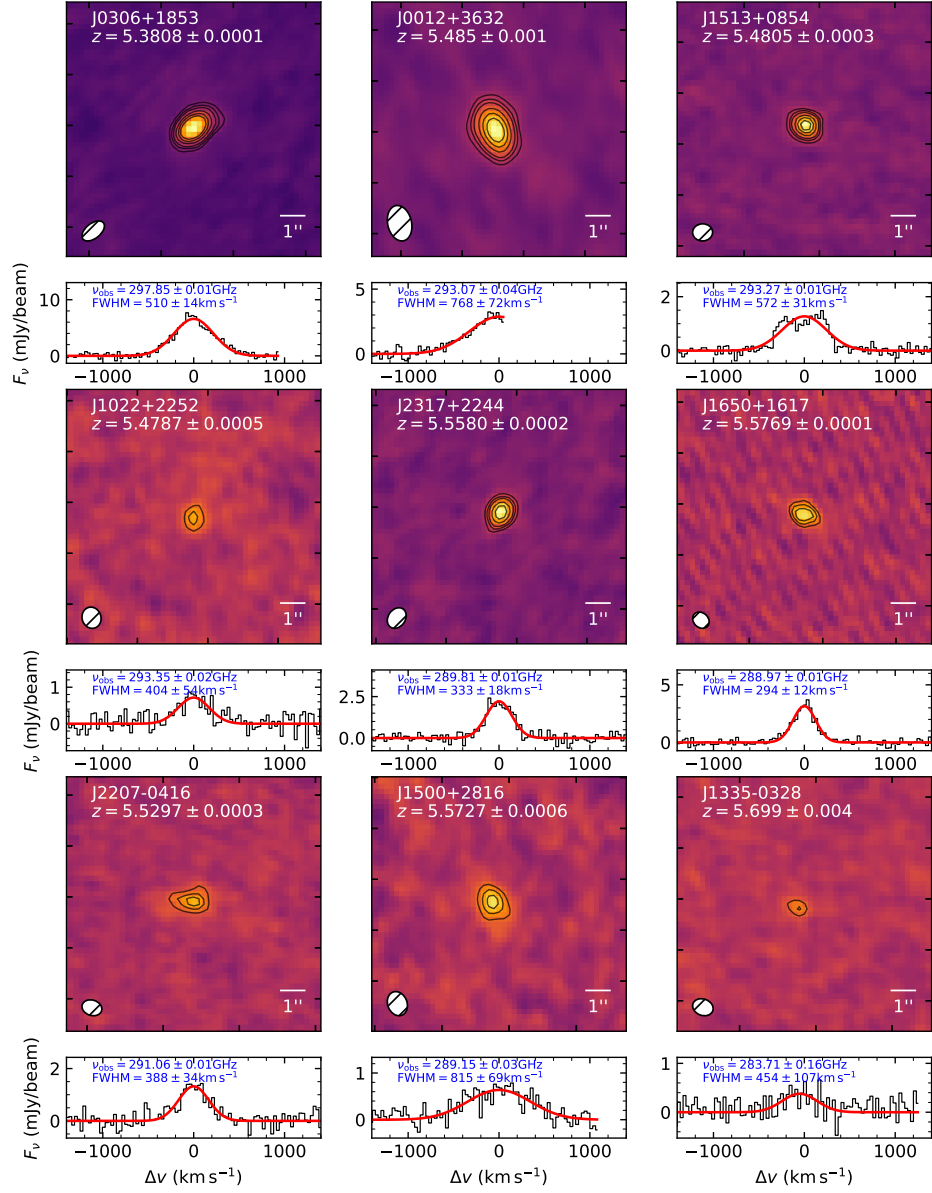 J0306+1853
z = 5.3808 ± 0.0001
1''
J0012+3632
z = 5.485 ± 0.001
1''
J1513+0854
z = 5.4805 ± 0.0003
1''
F_ν (mJy/beam)
ν_obs = 297.85 ± 0.01GHz
FWHM = 510 ± 14km s⁻¹
10
0
−1000 0 1000
ν_obs = 293.07 ± 0.04GHz
FWHM = 768 ± 72km s⁻¹
5
0
−1000 0 1000
ν_obs = 293.27 ± 0.01GHz
FWHM = 572 ± 31km s⁻¹
2
0
−1000 0 1000
J1022+2252
z = 5.4787 ± 0.0005
1''
J2317+2244
z = 5.5580 ± 0.0002
1''
J1650+1617
z = 5.5769 ± 0.0001
1''
F_ν (mJy/beam)
ν_obs = 293.35 ± 0.02GHz
FWHM = 404 ± 54km s⁻¹
1
0
−1000 0 1000
ν_obs = 289.81 ± 0.01GHz
FWHM = 333 ± 18km s⁻¹
2.5
0.0
−1000 0 1000
ν_obs = 288.97 ± 0.01GHz
FWHM = 294 ± 12km s⁻¹
5
0
−1000 0 1000
J2207-0416
z = 5.5297 ± 0.0003
1''
J1500+2816
z = 5.5727 ± 0.0006
1''
J1335-0328
z = 5.699 ± 0.004
1''
F_ν (mJy/beam)
ν_obs = 291.06 ± 0.01GHz
FWHM = 388 ± 34km s⁻¹
2
0
−1000 0 1000
Δv (km s⁻¹)
ν_obs = 289.15 ± 0.03GHz
FWHM = 815 ± 69km s⁻¹
1
0
−1000 0 1000
Δv (km s⁻¹)
ν_obs = 283.71 ± 0.16GHz
FWHM = 454 ± 107km s⁻¹
1
0
−1000 0 1000
Δv (km s⁻¹)